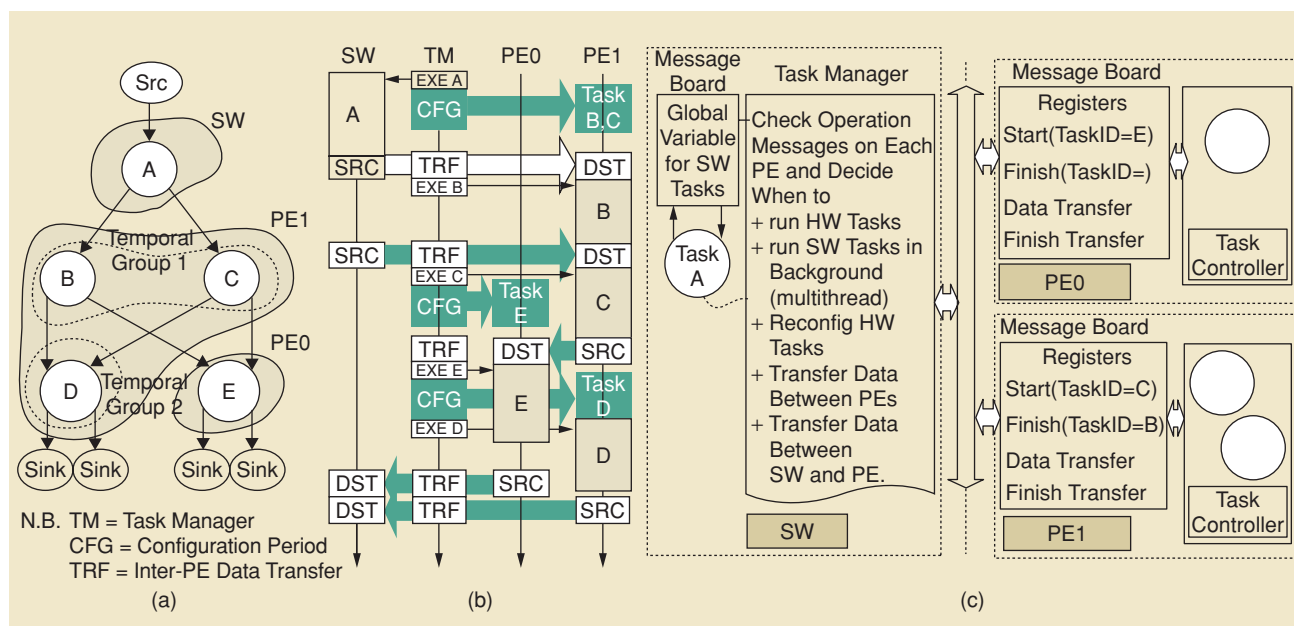 Src
SW
A
PE1
Temporal
Group 1
B
C
PE0
D
Temporal
Group 2
E
Sink
Sink
Sink
Sink
N.B. TM = Task Manager
CFG = Configuration Period
TRF = Inter-PE Data Transfer
(a)
SW TM PE0 PE1
EXE A
A
CFG
Task
B,C
SRC TRF DST
EXE B
B
SRC TRF DST
EXE C
C
CFG
Task
E
TRF DST SRC
EXE E
E
CFG
Task
D
EXE D
D
DST TRF SRC
DST TRF SRC
(b)
Message
Board
Global
Variable
for SW
Tasks
Task
A
Task Manager
Check Operation
Messages on Each
PE and Decide
When to
+ run HW Tasks
+ run SW Tasks in
Background
(multithread)
+ Reconfig HW
Tasks
+ Transfer Data
Between PEs
+ Transfer Data
Between
SW and PE.
SW
Message Board
Registers
Start(TaskID=E)
Finish(TaskID=)
Data Transfer
Finish Transfer
PE0
Task
Controller
Message Board
Registers
Start(TaskID=C)
Finish(TaskID=B)
Data Transfer
Finish Transfer
PE1
Task
Controller
(c)